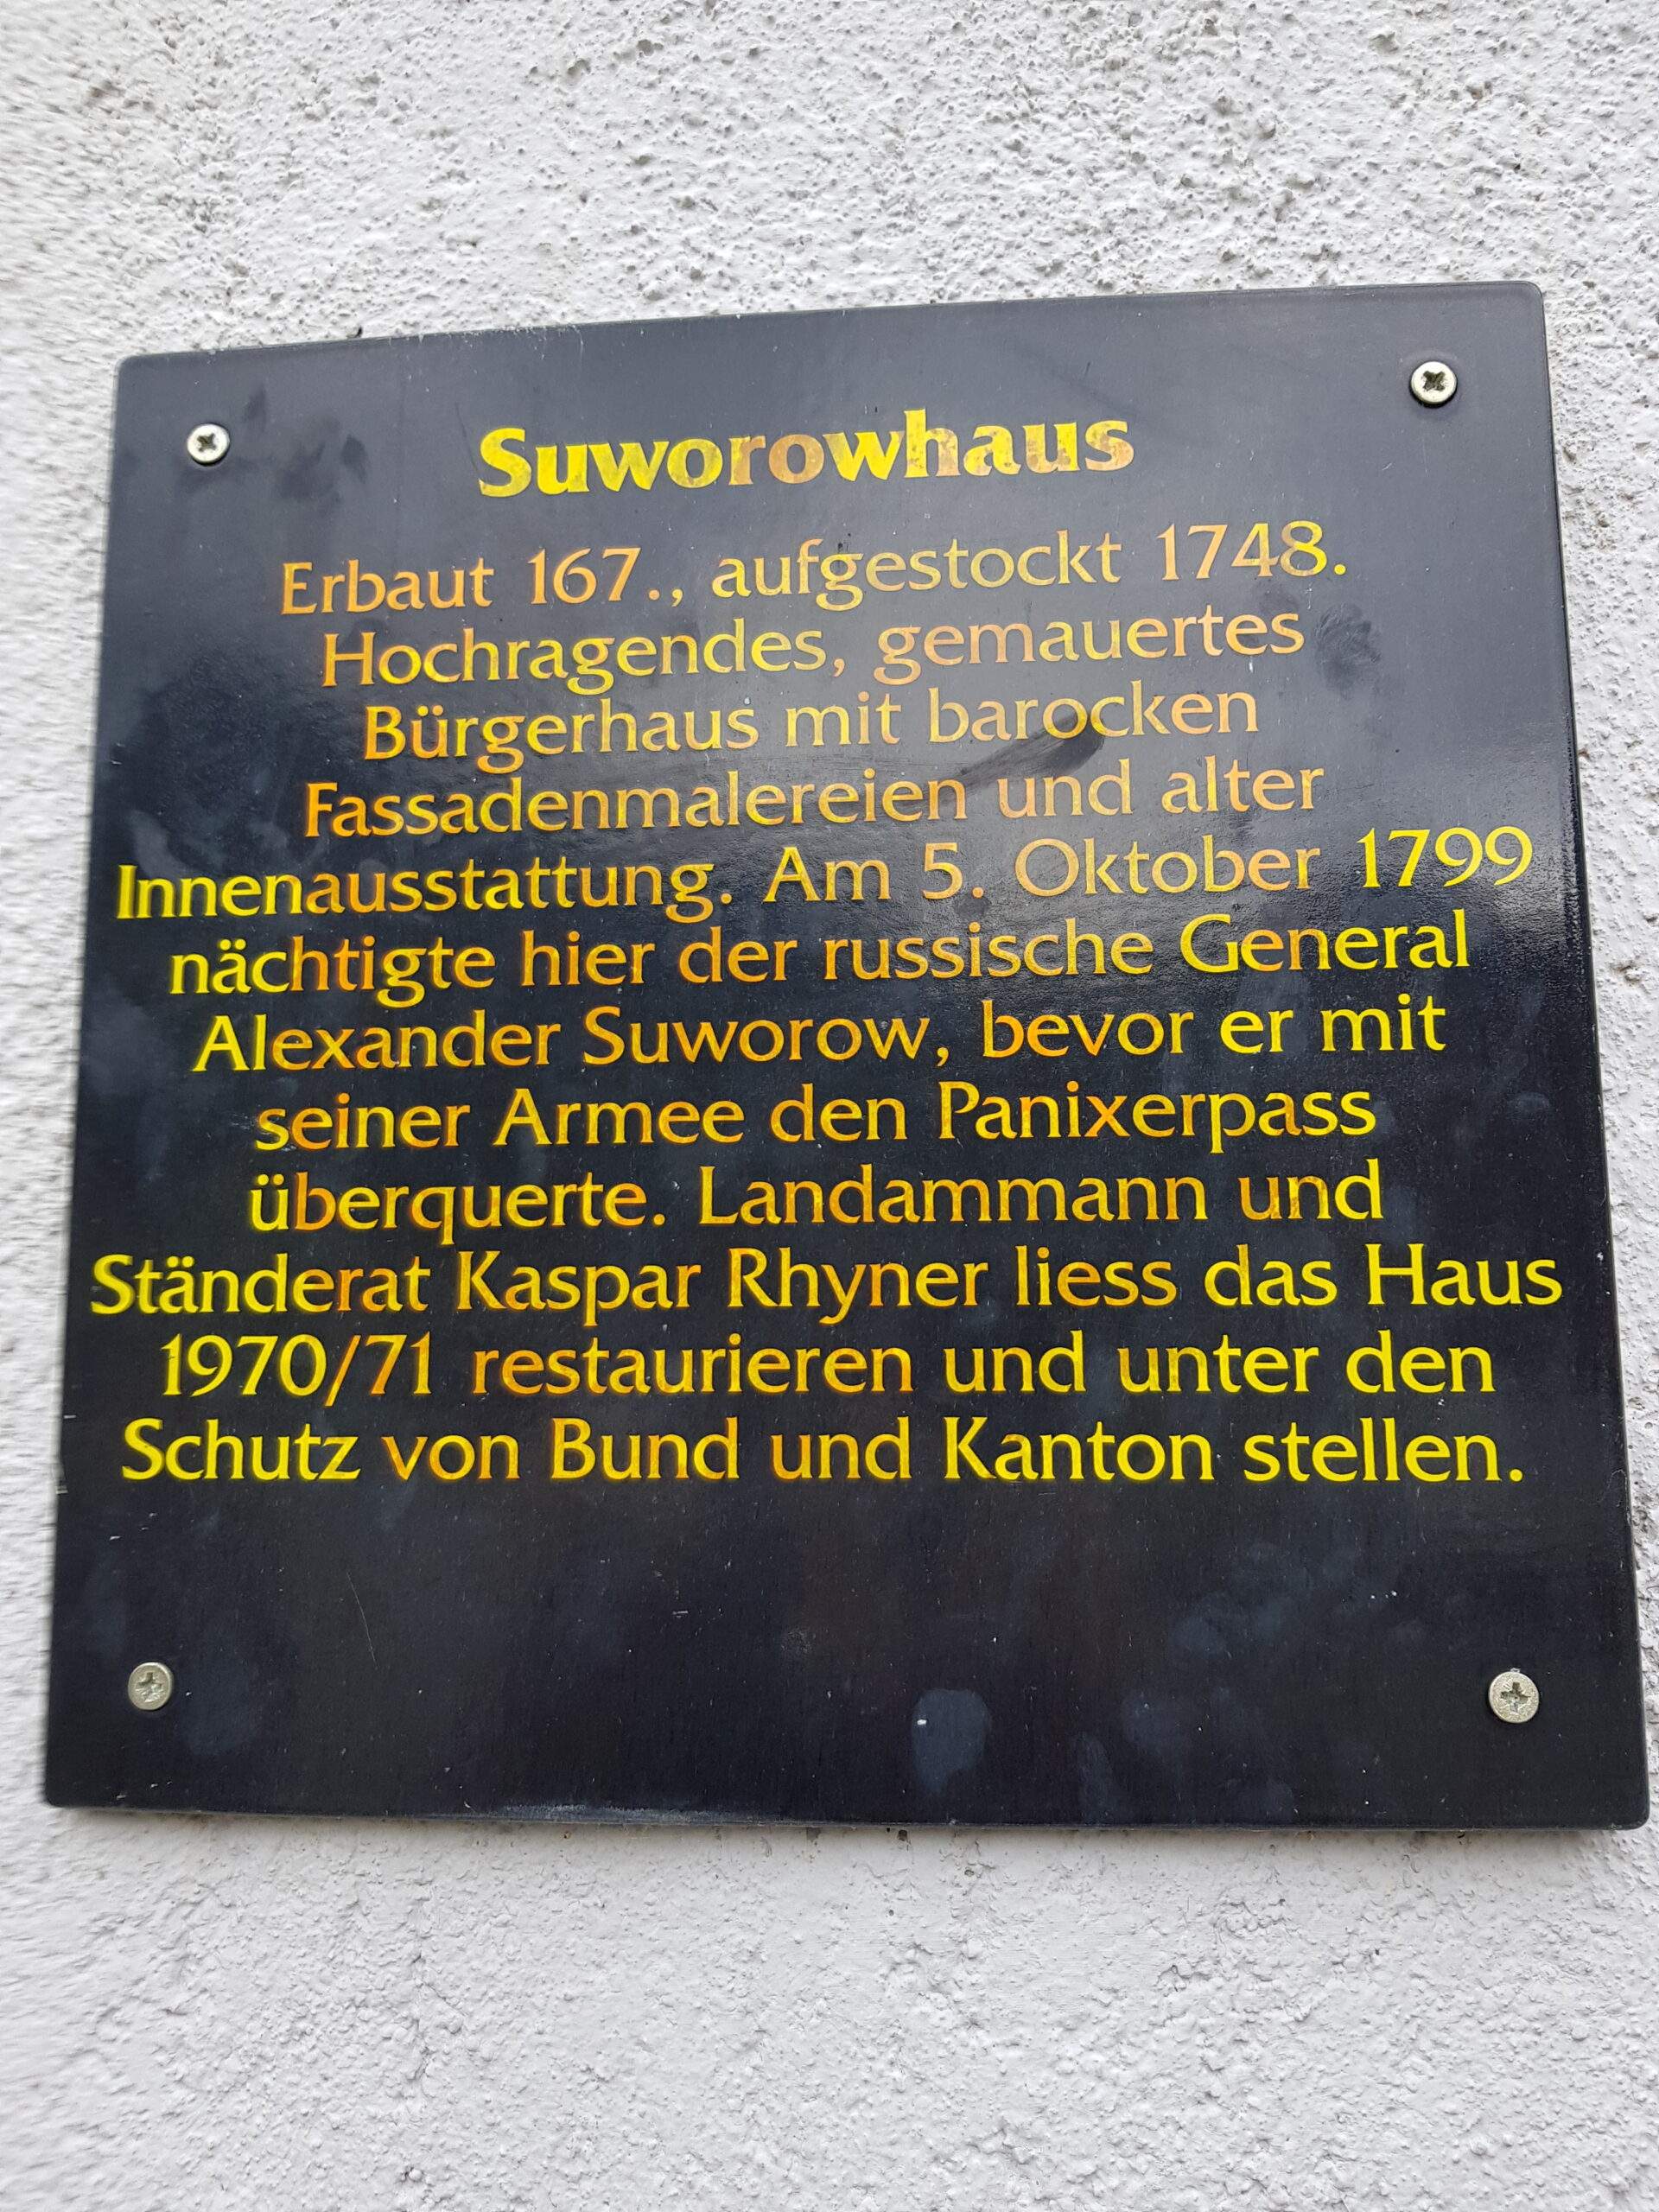 Suworowhaus
Erbaut 167., aufgestockt 1748.
Hochragendes, gemauertes
Bürgerhaus mit barocken
Fassadenmalereien und alter
Innenausstattung. Am 5. Oktober 1799
nächtigte hier der russische General
Alexander Suworow, bevor er mit
seiner Armee den Panixerpass
überquerte. Landammann und
Ständerat Kaspar Rhyner liess das Haus
1970/71 restaurieren und unter den
Schutz von Bund und Kanton stellen.